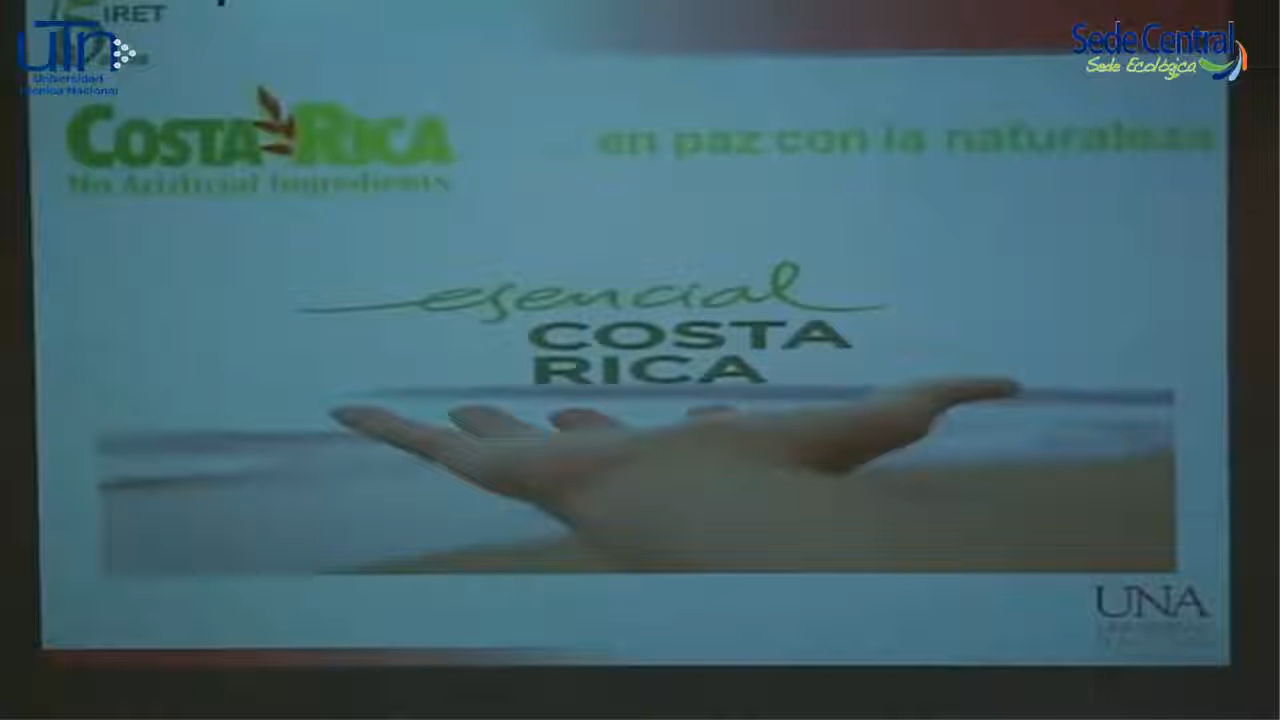 IRET
UTN
Universidad
Técnica Nacional
Sede Central
Sede Ecológica
COSTA RICA
No Artificial Ingredients
en paz con la naturaleza
esencial
COSTA
RICA
UNA